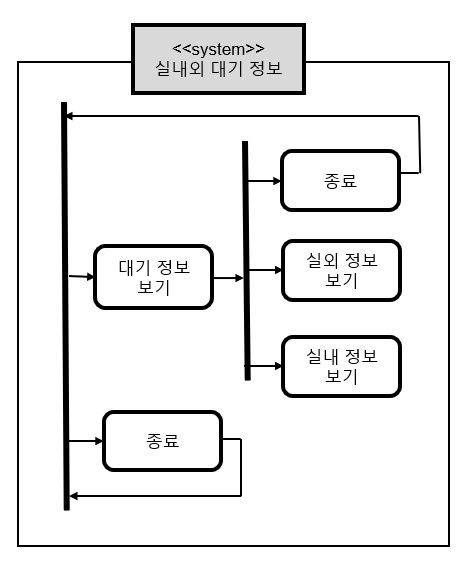 <<system>>
실내외 대기 정보
종료
대기 정보
보기
실외 정보
보기
실내 정보
보기
종료